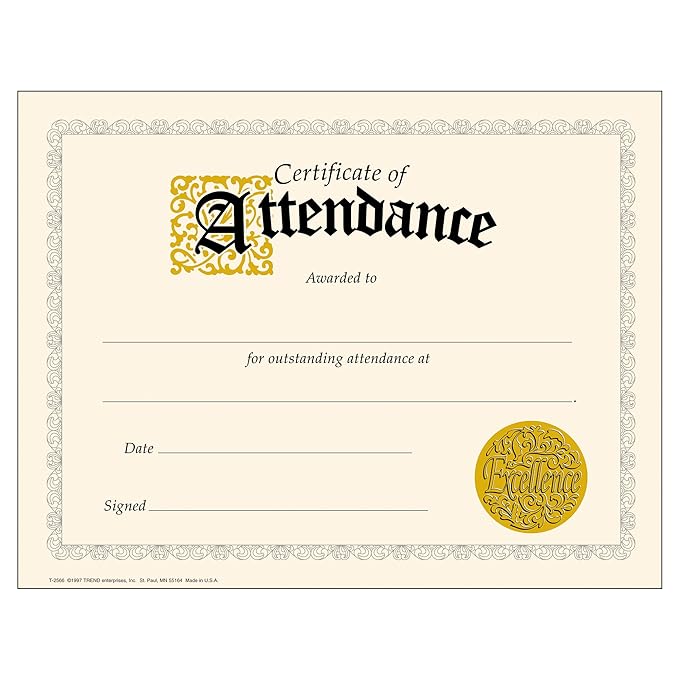 Certificate of
Attendance
Awarded to
for outstanding attendance at
.
Date
Excellence
Signed
T-2566 ©1997 TREND enterprises, Inc. St. Paul, MN 55164 Made in U.S.A.